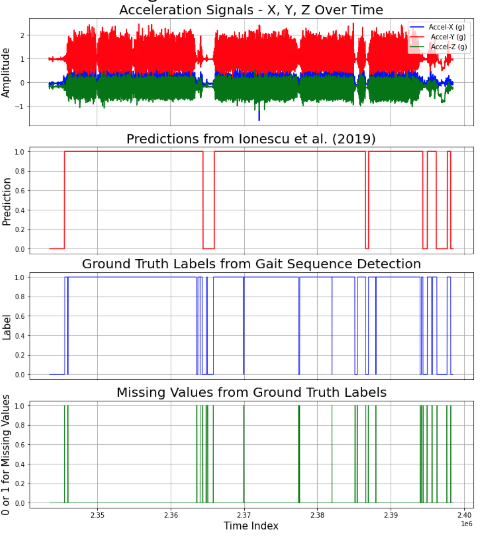 Acceleration Signals - X, Y, Z Over Time
Accel-X (g)
Accel-Y (g)
Accel-Z (g)
Amplitude
2
1
0
−1
Predictions from Ionescu et al. (2019)
Prediction
1.0
0.8
0.6
0.4
0.2
0.0
Ground Truth Labels from Gait Sequence Detection
Label
1.0
0.8
0.6
0.4
0.2
0.0
Missing Values from Ground Truth Labels
0 or 1 for Missing Values
1.0
0.8
0.6
0.4
0.2
0.0
2.35 2.36 2.37 2.38 2.39 2.40
1e6
Time Index